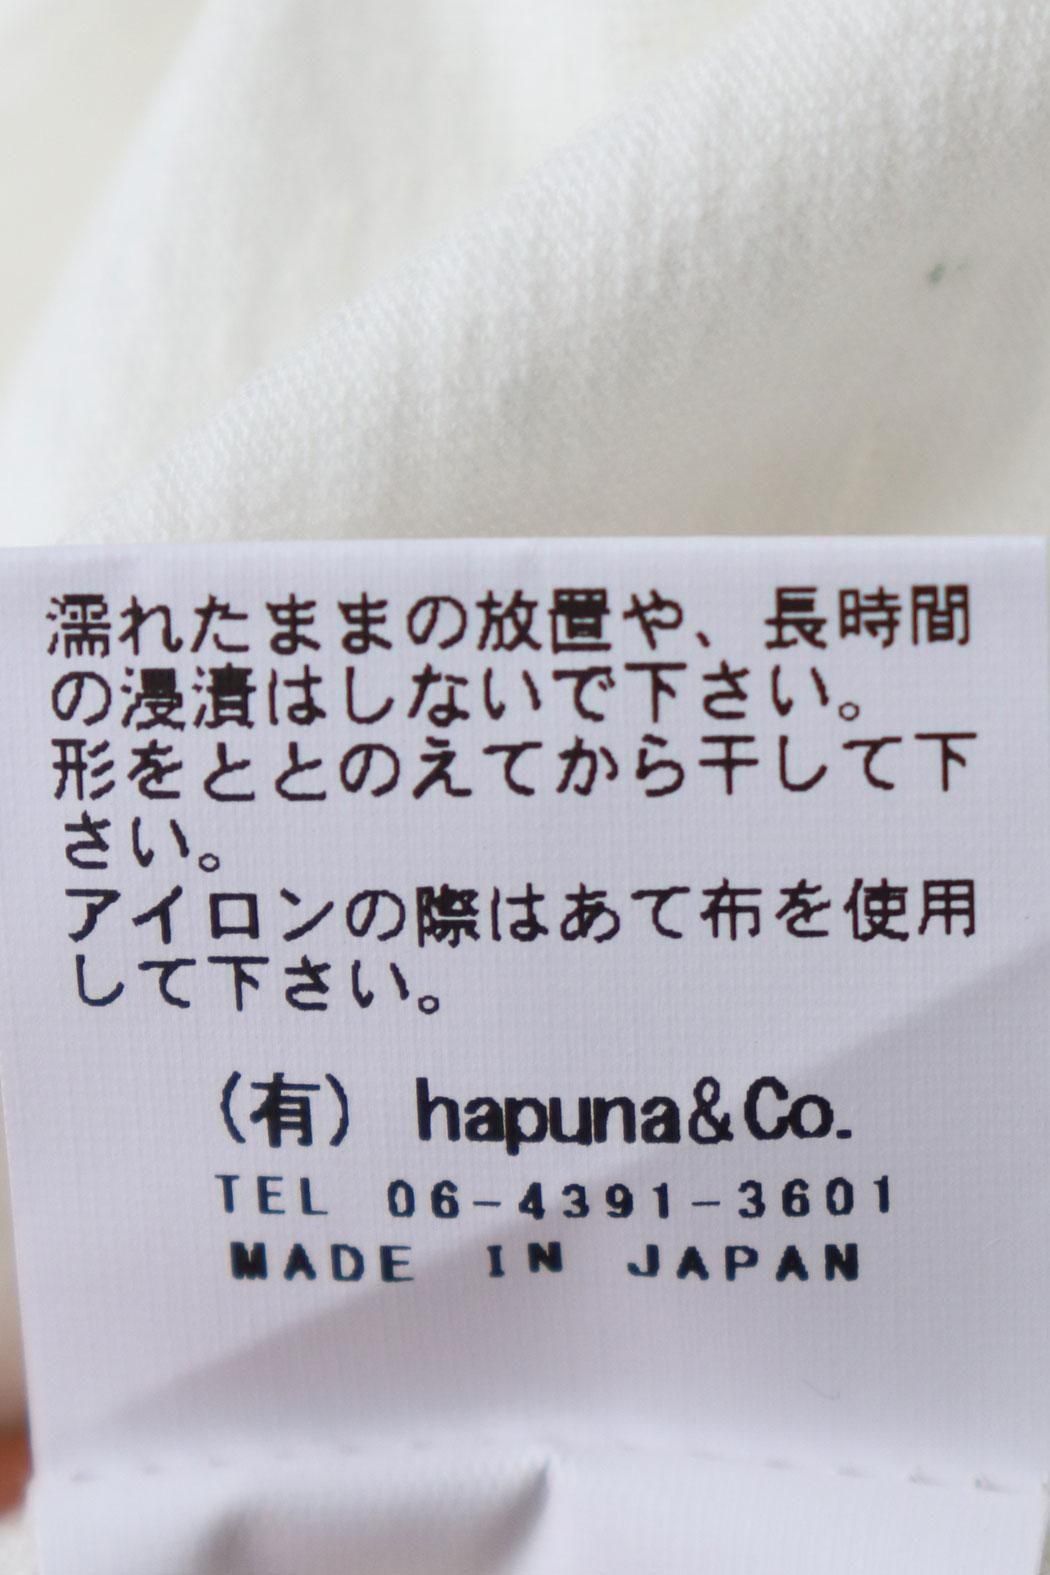 濡れたままの放置や、長時間
の浸漬はしないで下さい。
形をととのえてから干して下
さい。
アイロンの際はあて布を使用
して下さい。
(有) hapuna&Co.
TEL 06-4391-3601
MADE IN JAPAN